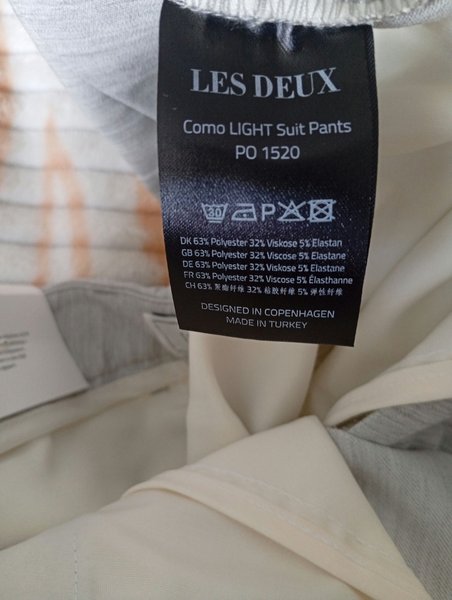 LES DEUX
Como LIGHT Suit Pants
PO 1520
30 P
DK 63% Polyester 32% Viskose 5% Elastan
GB 63% Polyester 32% Viscose 5% Elastane
DE 63% Polyester 32% Viscose 5% Elastane
FR 63% Polyester 32% Viscose 5% Élasthanne
CH 63% 聚酯纤维 32% 粘胶纤维 5% 弹性纤维
DESIGNED IN COPENHAGEN
MADE IN TURKEY